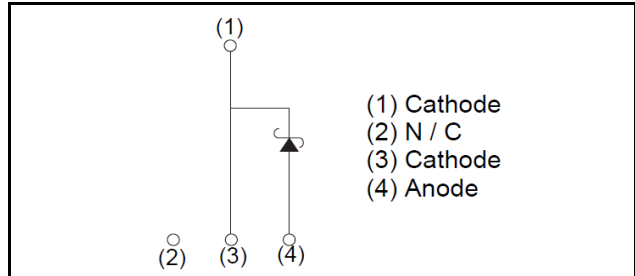 (1)
(1) Cathode
(2) N / C
(3) Cathode
(4) Anode
(2) (3) (4)